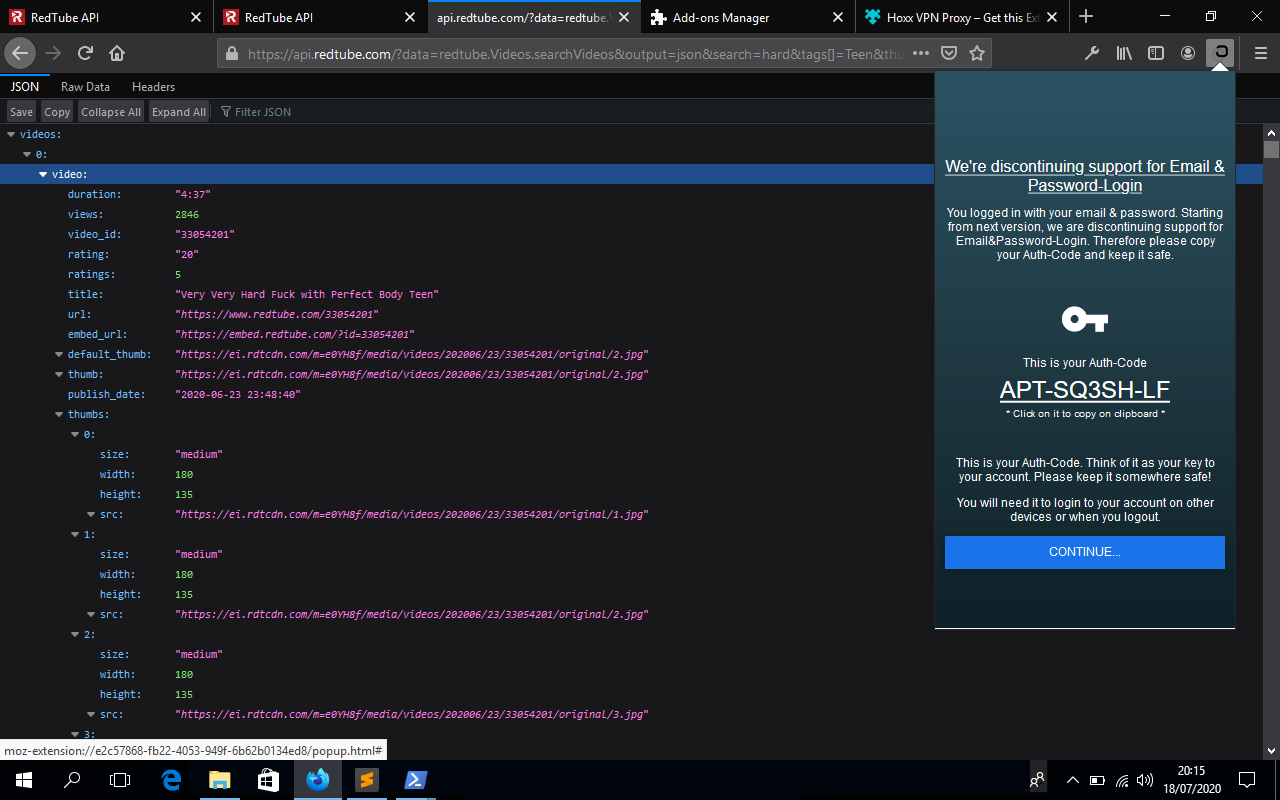 RedTube API
RedTube API
api.redtube.com/?data=redtube.V
Add-ons Manager
Hoxx VPN Proxy – Get this Ext
https://api.redtube.com/?data=redtube.Videos.searchVideos&output=json&search=hard&tags[]=Teen&thu
JSON
Raw Data
Headers
Save
Copy
Collapse All
Expand All
Filter JSON
videos:
0:
video:
duration: "4:37"
views: 2846
video_id: "33054201"
rating: "20"
ratings: 5
title: "Very Very Hard Fuck with Perfect Body Teen"
url: "https://www.redtube.com/33054201"
embed_url: "https://embed.redtube.com/?id=33054201"
default_thumb: "https://ei.rdtcdn.com/m=e0YH8f/media/videos/202006/23/33054201/original/2.jpg"
thumb: "https://ei.rdtcdn.com/m=e0YH8f/media/videos/202006/23/33054201/original/2.jpg"
publish_date: "2020-06-23 23:48:40"
thumbs:
0:
size: "medium"
width: 180
height: 135
src: "https://ei.rdtcdn.com/m=e0YH8f/media/videos/202006/23/33054201/original/1.jpg"
1:
size: "medium"
width: 180
height: 135
src: "https://ei.rdtcdn.com/m=e0YH8f/media/videos/202006/23/33054201/original/2.jpg"
2:
size: "medium"
width: 180
height: 135
src: "https://ei.rdtcdn.com/m=e0YH8f/media/videos/202006/23/33054201/original/3.jpg"
3:
We're discontinuing support for Email &
Password-Login
You logged in with your email & password. Starting
from next version, we are discontinuing support for
Email&Password-Login. Therefore please copy
your Auth-Code and keep it safe.
This is your Auth-Code
APT-SQ3SH-LF
* Click on it to copy on clipboard *
This is your Auth-Code. Think of it as your key to
your account. Please keep it somewhere safe!
You will need it to login to your account on other
devices or when you logout.
CONTINUE...
moz-extension://e2c57868-fb22-4053-949f-6b62b0134ed8/popup.html#
20:15
18/07/2020